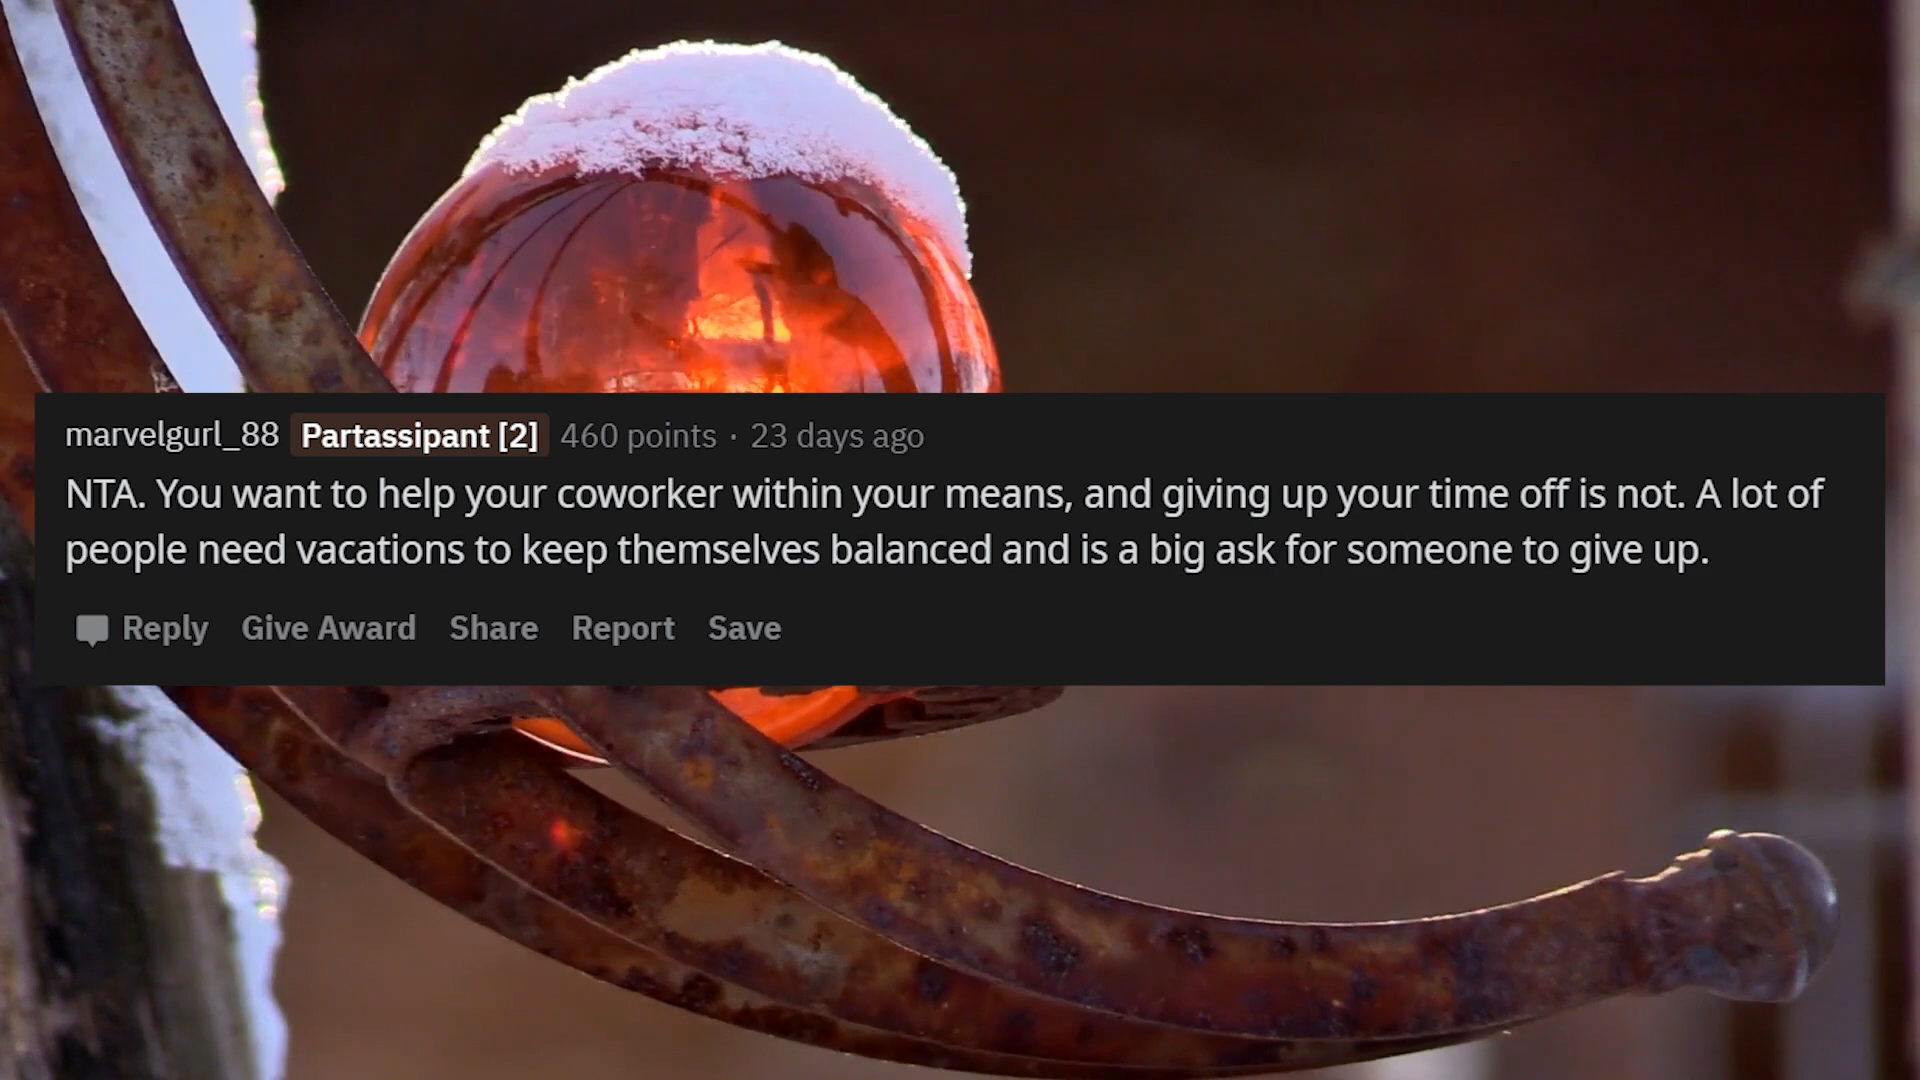 marvelgurl_88 Partassipant [2] 460 points · 23 days ago
NTA. You want to help your coworker within your means, and giving up your time off is not. A lot of
people need vacations to keep themselves balanced and is a big ask for someone to give up.
Reply Give Award Share Report Save